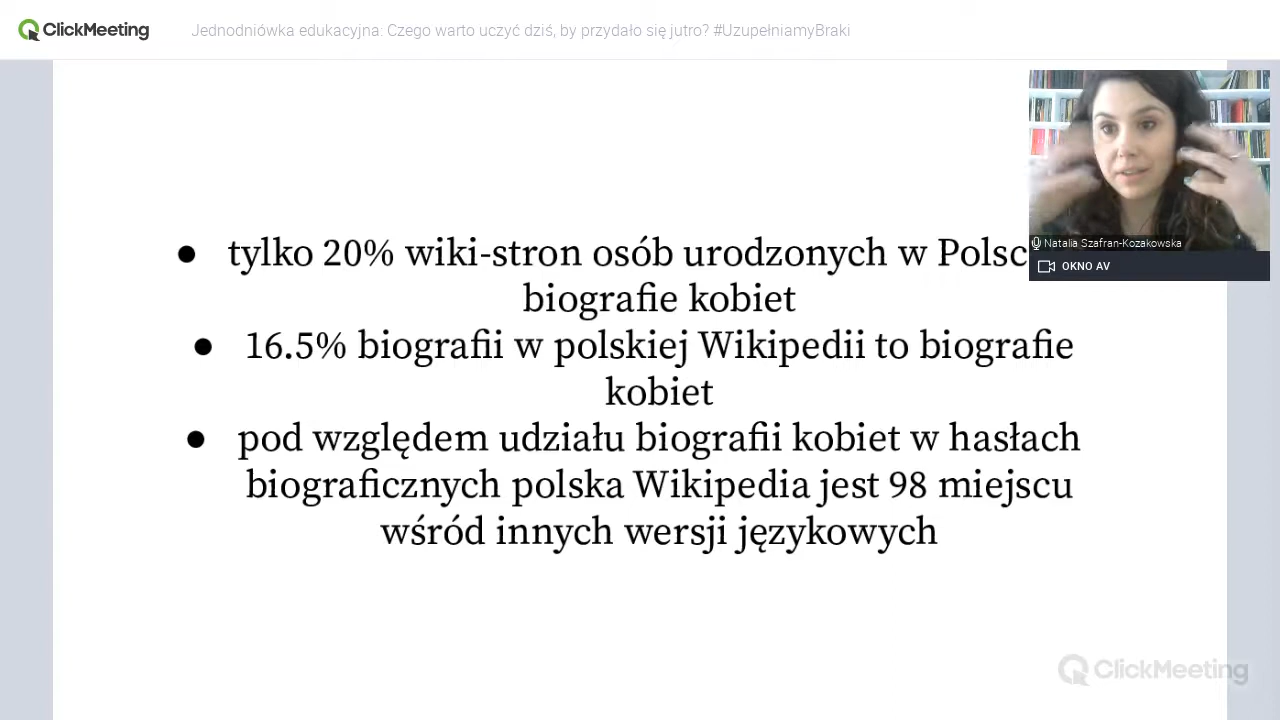 ClickMeeting
Jednodniówka edukacyjna: Czego warto uczyć dziś, by przydało się jutro? #UzupełniamyBraki
● tylko 20% wiki-stron osób urodzonych w
biografie kobiet
● 16.5% biografii w polskiej Wikipedii to biografie
kobiet
● pod względem udziału biografii kobiet w hasłach
biograficznych polska Wikipedia jest 98 miejscu
wśród innych wersji językowych
Natalia Szafran-Kozakowska
OKNO AV
ClickMeeting